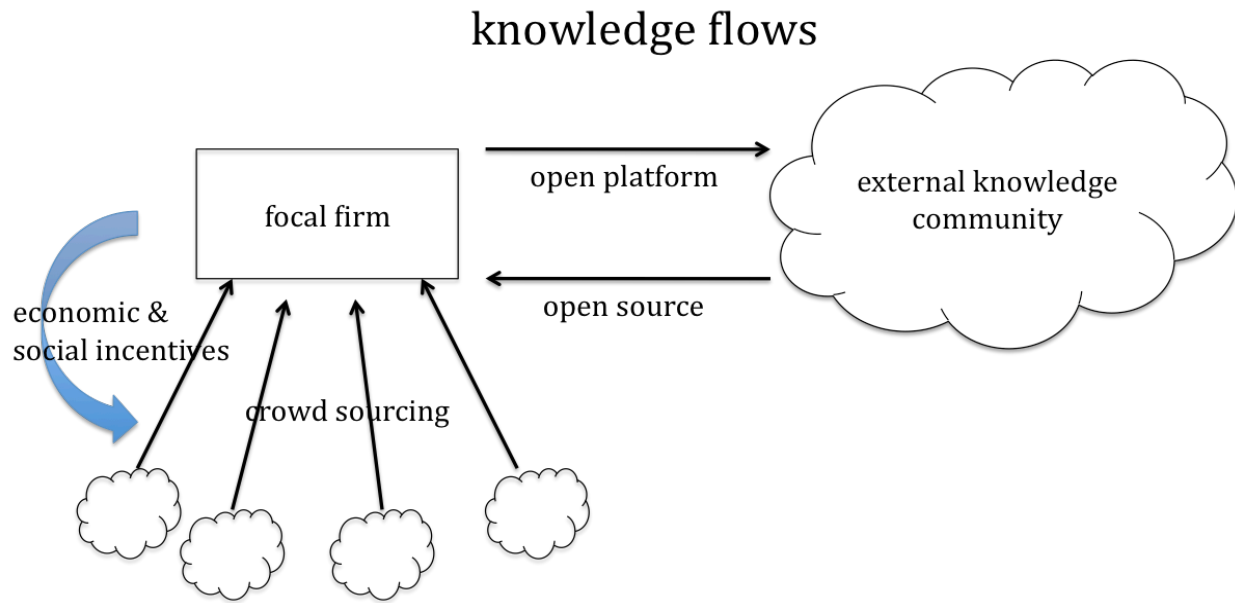 knowledge flows
open platform
focal firm
external knowledge
community
open source
economic &
social incentives
crowd sourcing